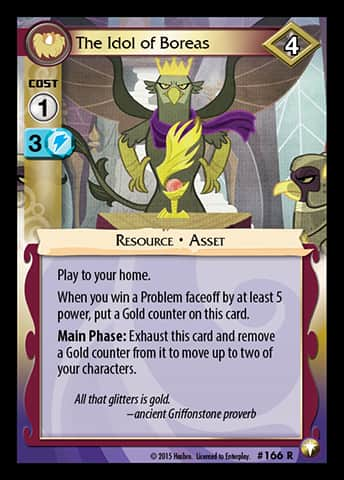 The Idol of Boreas
4
COST
1
3
RESOURCE • ASSET
Play to your home.
When you win a Problem faceoff by at least 5
power, put a Gold counter on this card.
Main Phase: Exhaust this card and remove
a Gold counter from it to move up to two of
your characters.
All that glitters is gold.
–ancient Griffonstone proverb
© 2015 Hasbro. Licensed to Enterplay. #166 R